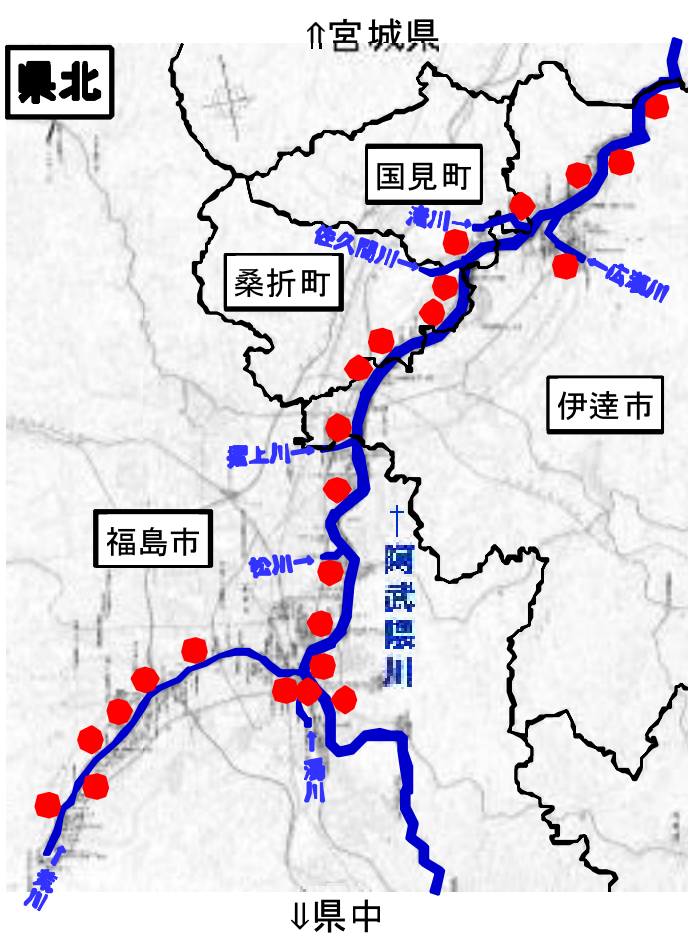 ⇑宮城県
県北
国見町
滝川→
佐久間川→
桑折町
←広瀬川
伊達市
摺上川→
福島市
松川→
←阿武隈川
←濁川
←荒川
⇓県中